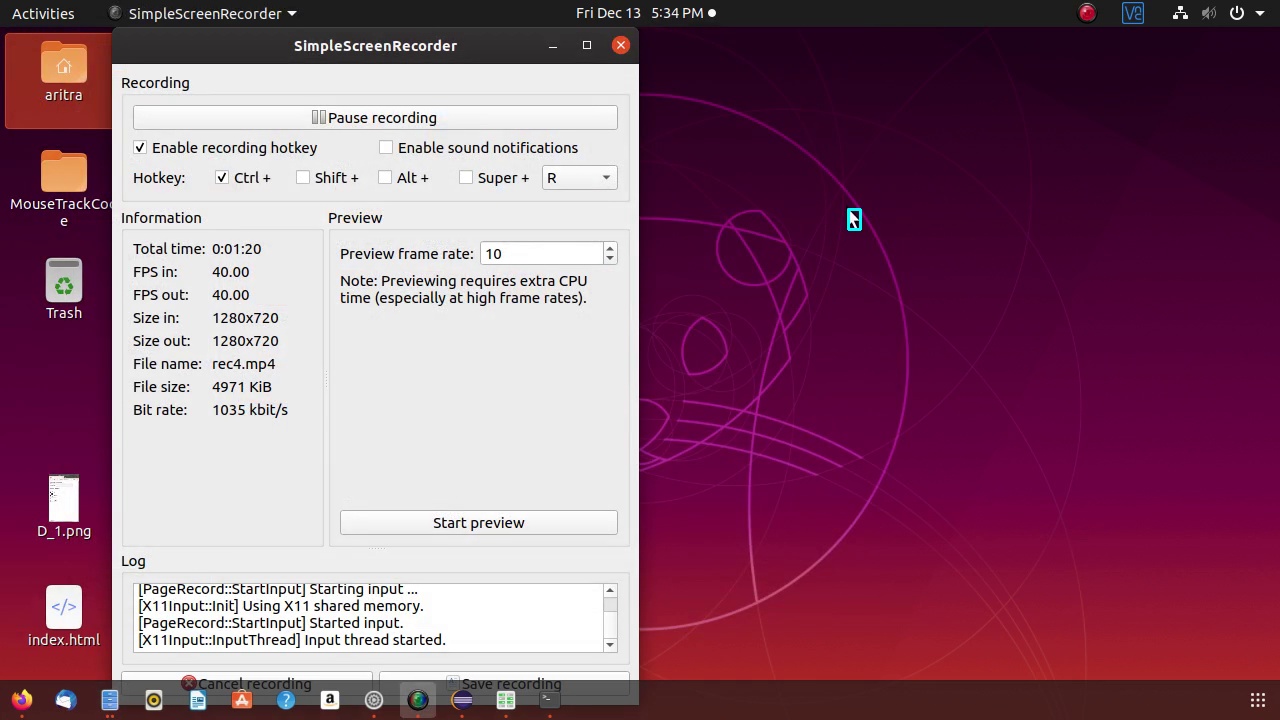 Activities
SimpleScreenRecorder
Fri Dec 13 5:34 PM
V2
aritra
MouseTrackCod
e
Trash
D_1.png
index.html
SimpleScreenRecorder
Recording
Pause recording
Enable recording hotkey
Enable sound notifications
Hotkey:
Ctrl +
Shift +
Alt +
Super +
R
Information
Total time: 0:01:20
FPS in: 40.00
FPS out: 40.00
Size in: 1280x720
Size out: 1280x720
File name: rec4.mp4
File size: 4971 KiB
Bit rate: 1035 kbit/s
Preview
Preview frame rate: 10
Note: Previewing requires extra CPU
time (especially at high frame rates).
Start preview
Log
[PageRecord::StartInput] Starting input ...
[X11Input::Init] Using X11 shared memory.
[PageRecord::StartInput] Started input.
[X11Input::InputThread] Input thread started.
Cancel recording
Save recording